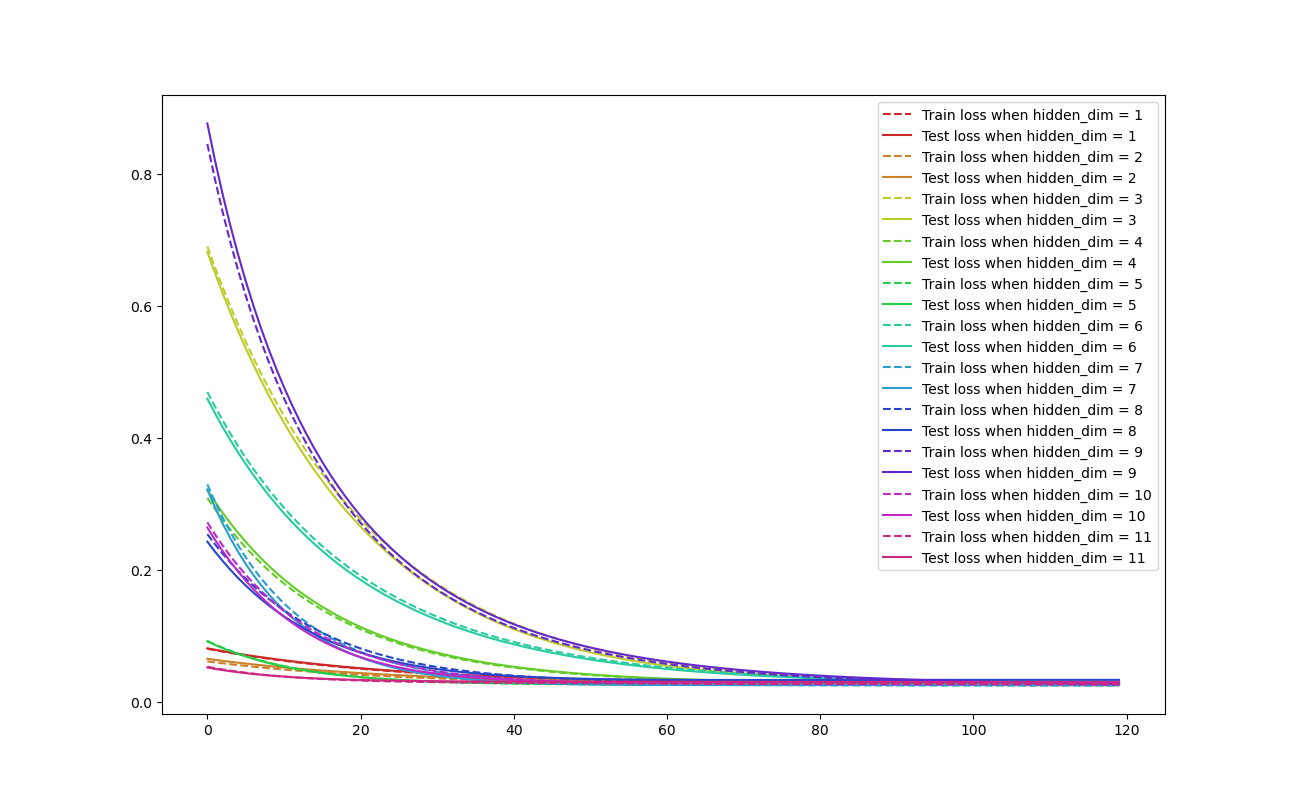 Train loss when hidden_dim = 1
Test loss when hidden_dim = 1
Train loss when hidden_dim = 2
Test loss when hidden_dim = 2
Train loss when hidden_dim = 3
Test loss when hidden_dim = 3
Train loss when hidden_dim = 4
Test loss when hidden_dim = 4
Train loss when hidden_dim = 5
Test loss when hidden_dim = 5
Train loss when hidden_dim = 6
Test loss when hidden_dim = 6
Train loss when hidden_dim = 7
Test loss when hidden_dim = 7
Train loss when hidden_dim = 8
Test loss when hidden_dim = 8
Train loss when hidden_dim = 9
Test loss when hidden_dim = 9
Train loss when hidden_dim = 10
Test loss when hidden_dim = 10
Train loss when hidden_dim = 11
Test loss when hidden_dim = 11
0.8
0.6
0.4
0.2
0.0
0 20 40 60 80 100 120